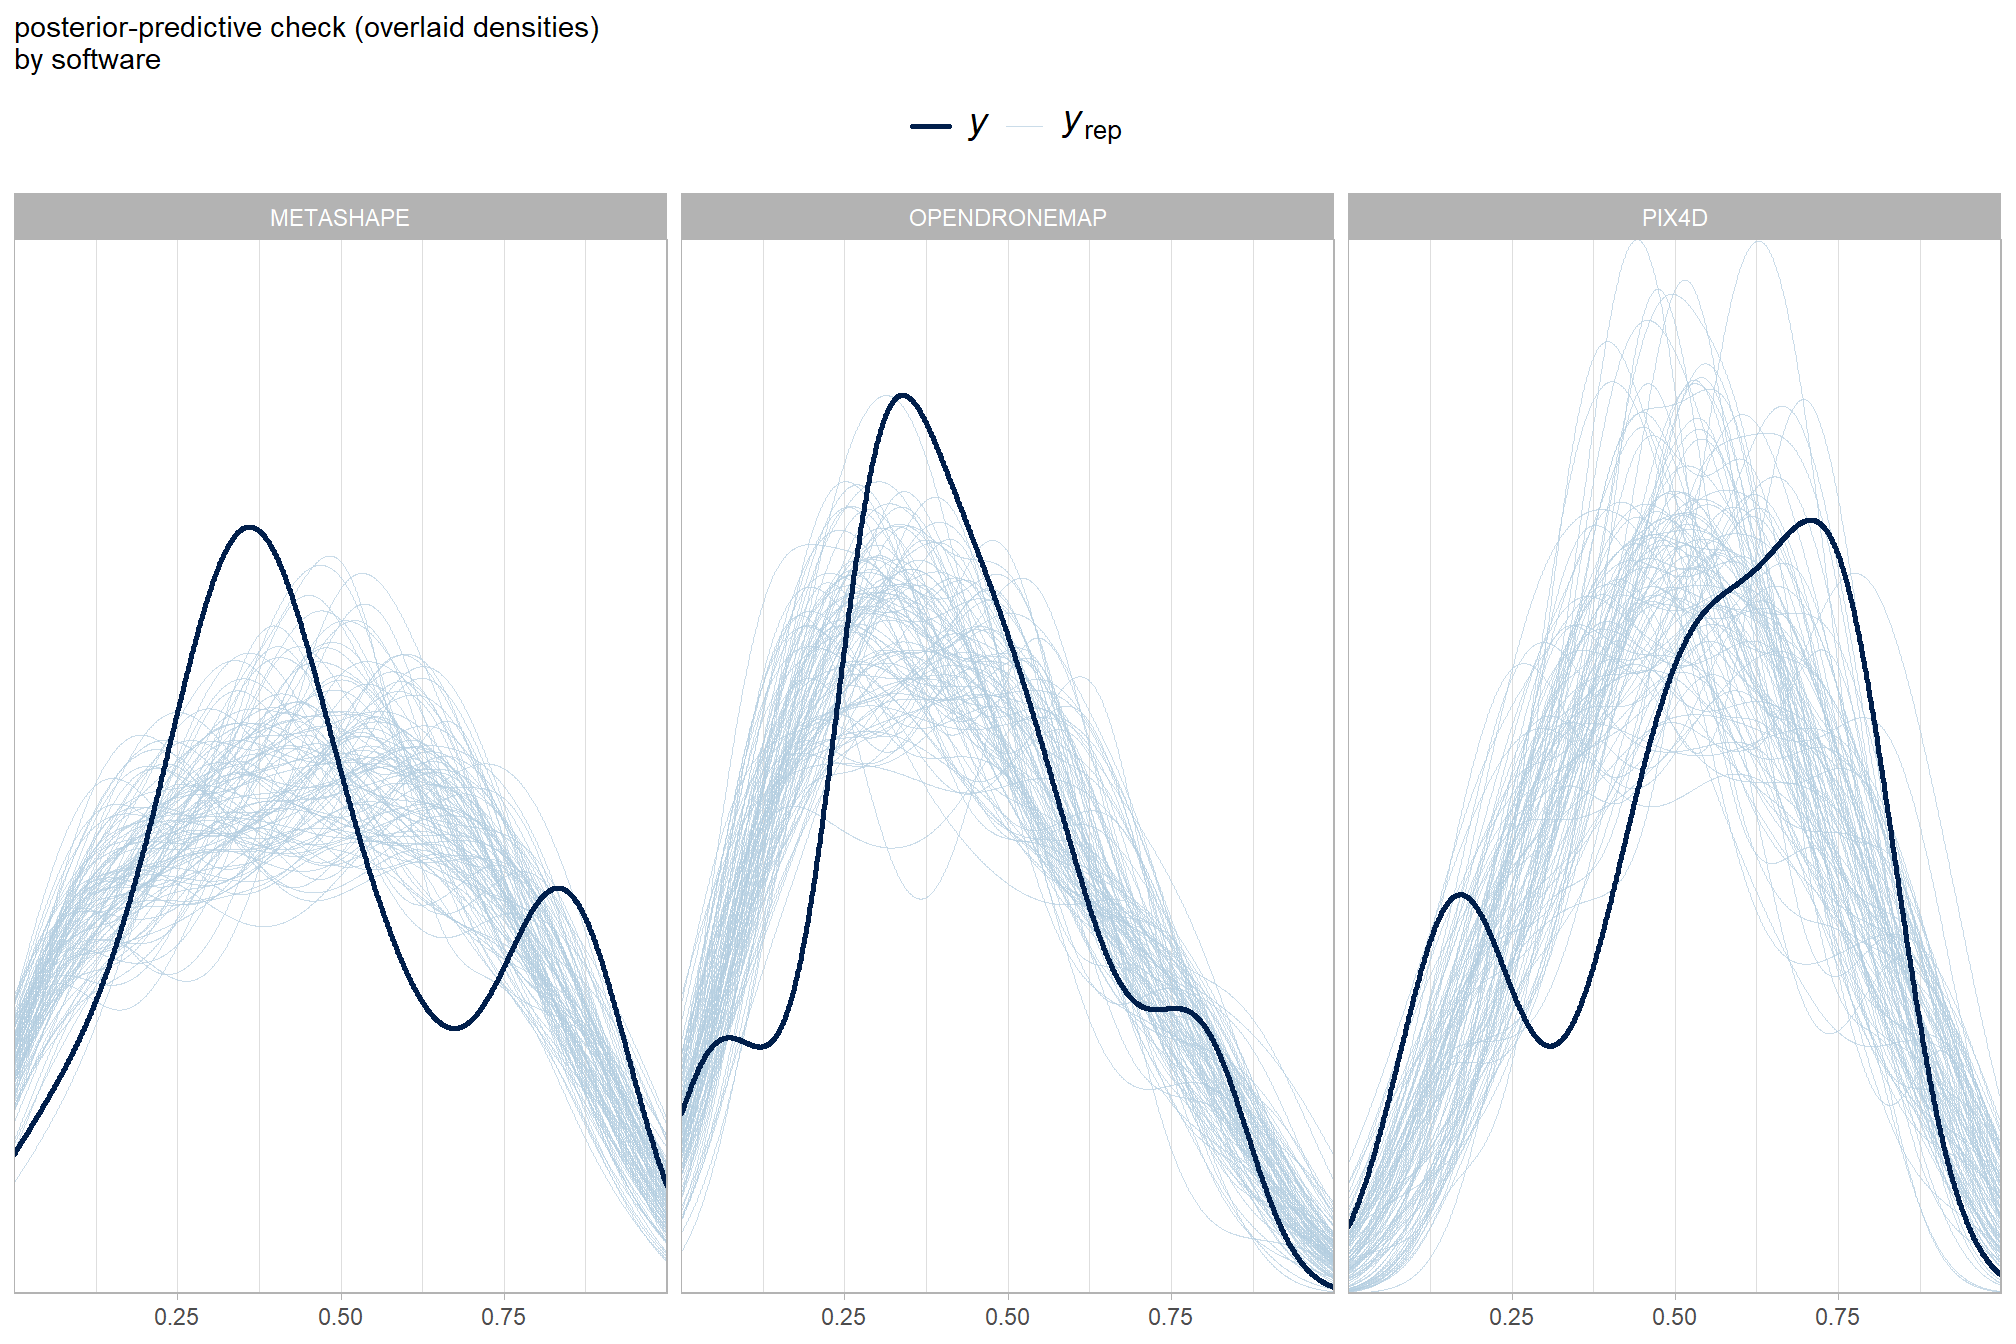 posterior-predictive check (overlaid densities)
by software
y y rep
METASHAPE OPENDRONEMAP PIX4D
0.25 0.50 0.75 0.25 0.50 0.75 0.25 0.50 0.75